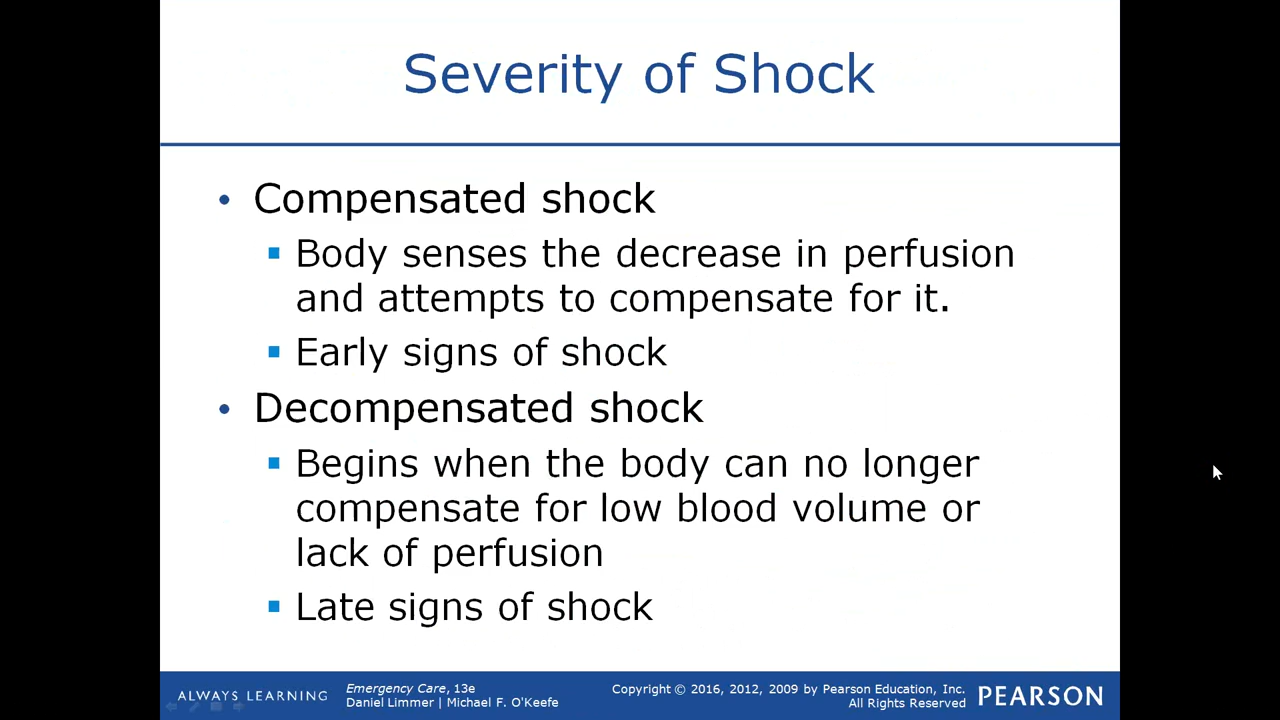 Severity of Shock
• Compensated shock
▪ Body senses the decrease in perfusion
and attempts to compensate for it.
▪ Early signs of shock
• Decompensated shock
▪ Begins when the body can no longer
compensate for low blood volume or
lack of perfusion
▪ Late signs of shock
ALWAYS LEARNING
Emergency Care, 13e
Daniel Limmer | Michael F. O'Keefe
Copyright © 2016, 2012, 2009 by Pearson Education, Inc.
All Rights Reserved
PEARSON